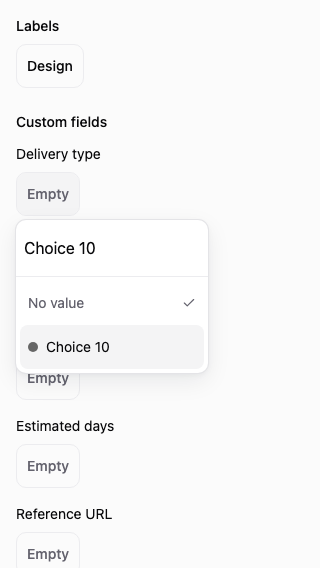 Labels
Design
Custom fields
Delivery type
Empty
Choice 10
No value
Choice 10
Empty
Estimated days
Empty
Reference URL
Empty